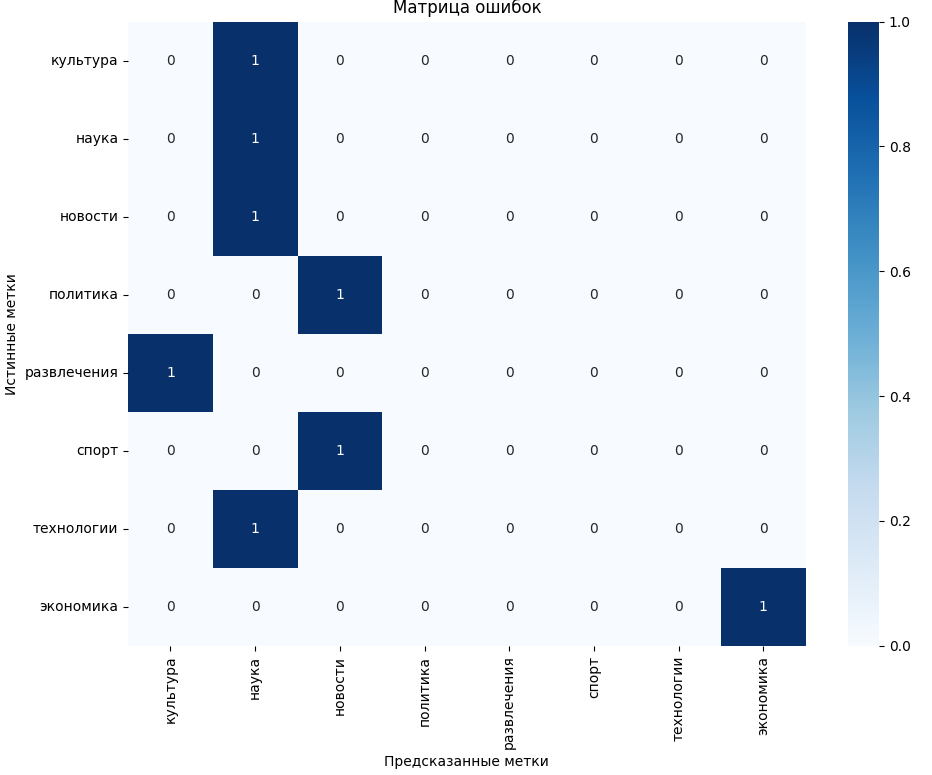 Матрица ошибок
культура 0 1 0 0 0 0 0 0
наука 0 1 0 0 0 0 0 0
новости 0 1 0 0 0 0 0 0
политика 0 0 1 0 0 0 0 0
развлечения 1 0 0 0 0 0 0 0
спорт 0 0 1 0 0 0 0 0
технологии 0 1 0 0 0 0 0 0
экономика 0 0 0 0 0 0 0 1
Истинные метки
культура наука новости политика развлечения спорт технологии экономика
Предсказанные метки
1.0
0.8
0.6
0.4
0.2
0.0